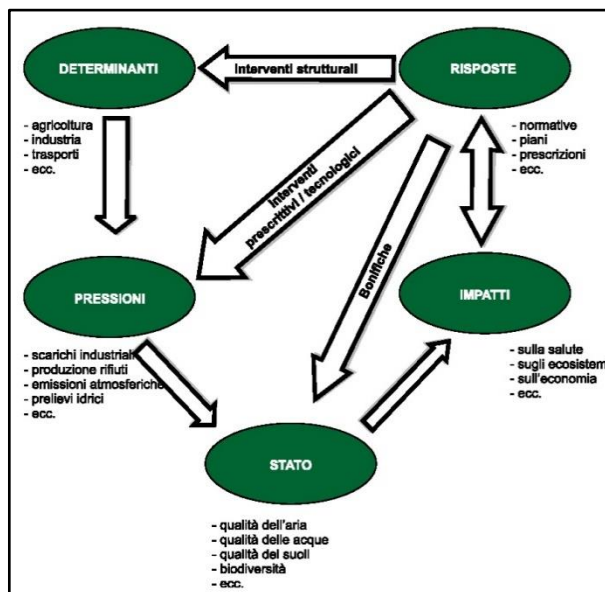 DETERMINANTI
Interventi strutturali
RISPOSTE
- agricoltura
- industria
- trasporti
- ecc.
- normative
- piani
- prescrizioni
- ecc.
Interventi
prescrittivi / tecnologici
Bonifiche
PRESSIONI
IMPATTI
- scarichi industriali
- produzione rifiuti
- emissioni atmosferiche
- prelievi idrici
- ecc.
- sulla salute
- sugli ecosistem
- sull'economia
- ecc.
STATO
- qualità dell'aria
- qualità delle acque
- qualità dei suoli
- biodiversità
- ecc.